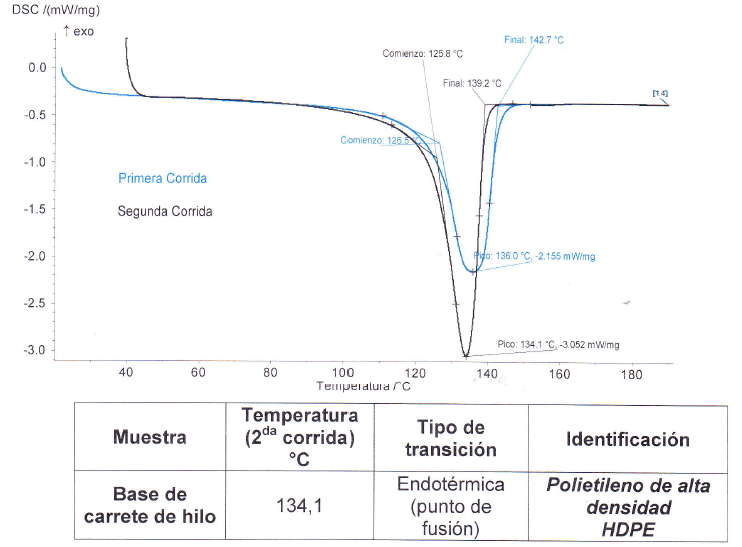 DSC /(mW/mg)
↑ exo
Final: 142.7 °C
Comienzo: 125.8 °C
Final: 139.2 °C
[1.4]
0.0
-0.5
-1.0
-1.5
-2.0
-2.5
-3.0
Comienzo: 126.5 °C
Primera Corrida
Segunda Corrida
Pico: 136.0 °C, -2.155 mW/mg
Pico: 134.1 °C, -3.052 mW/mg
40 60 80 100 120 140 160 180
Temperatura /°C
Muestra
Temperatura
(2da corrida)
°C
Tipo de
transición
Identificación
Base de
carrete de hilo
134,1
Endotérmica
(punto de
fusión)
Polietileno de alta
densidad
HDPE